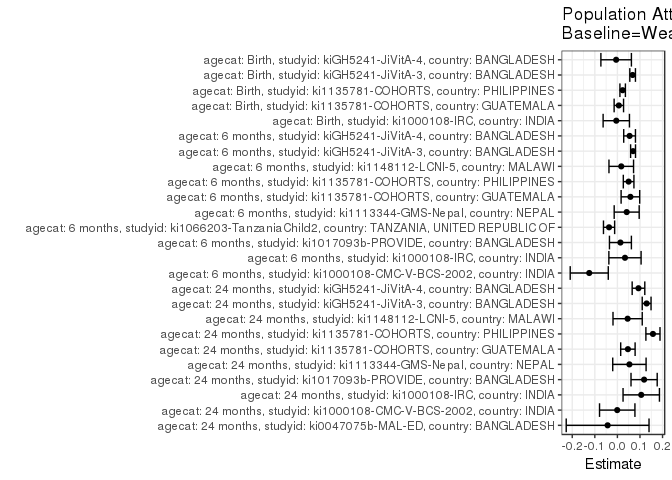 Population Att
Baseline=Wea
agecat: Birth, studyid: kiGH5241-JiVitA-4, country: BANGLADESH
agecat: Birth, studyid: kiGH5241-JiVitA-3, country: BANGLADESH
agecat: Birth, studyid: ki1135781-COHORTS, country: PHILIPPINES
agecat: Birth, studyid: ki1135781-COHORTS, country: GUATEMALA
agecat: Birth, studyid: ki1000108-IRC, country: INDIA
agecat: 6 months, studyid: kiGH5241-JiVitA-4, country: BANGLADESH
agecat: 6 months, studyid: kiGH5241-JiVitA-3, country: BANGLADESH
agecat: 6 months, studyid: ki1148112-LCNI-5, country: MALAWI
agecat: 6 months, studyid: ki1135781-COHORTS, country: PHILIPPINES
agecat: 6 months, studyid: ki1135781-COHORTS, country: GUATEMALA
agecat: 6 months, studyid: ki1113344-GMS-Nepal, country: NEPAL
agecat: 6 months, studyid: ki1066203-TanzaniaChild2, country: TANZANIA, UNITED REPUBLIC OF
agecat: 6 months, studyid: ki1017093b-PROVIDE, country: BANGLADESH
agecat: 6 months, studyid: ki1000108-IRC, country: INDIA
agecat: 6 months, studyid: ki1000108-CMC-V-BCS-2002, country: INDIA
agecat: 24 months, studyid: kiGH5241-JiVitA-4, country: BANGLADESH
agecat: 24 months, studyid: kiGH5241-JiVitA-3, country: BANGLADESH
agecat: 24 months, studyid: ki1148112-LCNI-5, country: MALAWI
agecat: 24 months, studyid: ki1135781-COHORTS, country: PHILIPPINES
agecat: 24 months, studyid: ki1135781-COHORTS, country: GUATEMALA
agecat: 24 months, studyid: ki1113344-GMS-Nepal, country: NEPAL
agecat: 24 months, studyid: ki1017093b-PROVIDE, country: BANGLADESH
agecat: 24 months, studyid: ki1000108-IRC, country: INDIA
agecat: 24 months, studyid: ki1000108-CMC-V-BCS-2002, country: INDIA
agecat: 24 months, studyid: ki0047075b-MAL-ED, country: BANGLADESH
-0.2 -0.1 0.0 0.1 0.2
Estimate